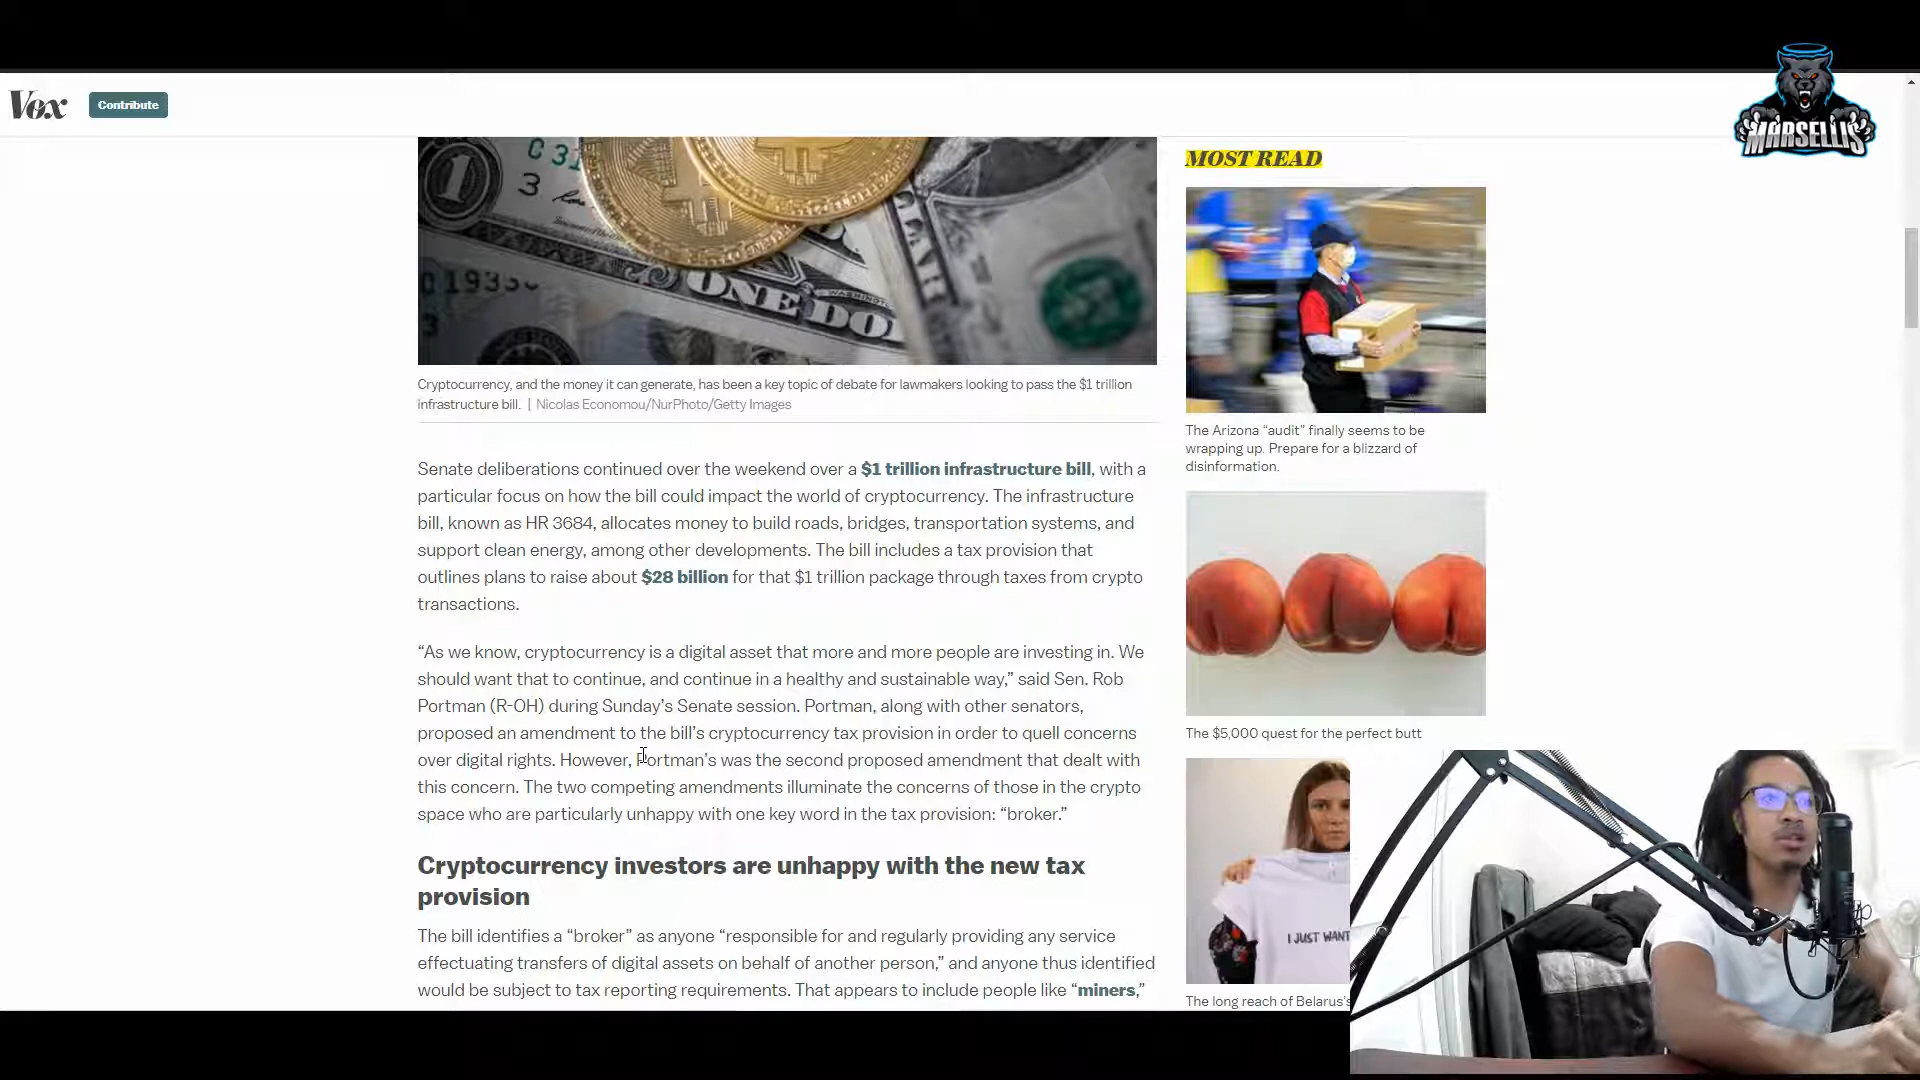 Vox
Contribute
MARSELLIS
ONE DO
1935
Cryptocurrency, and the money it can generate, has been a key topic of debate for lawmakers looking to pass the $1 trillion
infrastructure bill. | Nicolas Economou/NurPhoto/Getty Images
Senate deliberations continued over the weekend over a $1 trillion infrastructure bill, with a
particular focus on how the bill could impact the world of cryptocurrency. The infrastructure
bill, known as HR 3684, allocates money to build roads, bridges, transportation systems, and
support clean energy, among other developments. The bill includes a tax provision that
outlines plans to raise about $28 billion for that $1 trillion package through taxes from crypto
transactions.
“As we know, cryptocurrency is a digital asset that more and more people are investing in. We
should want that to continue, and continue in a healthy and sustainable way,” said Sen. Rob
Portman (R-OH) during Sunday’s Senate session. Portman, along with other senators,
proposed an amendment to the bill’s cryptocurrency tax provision in order to quell concerns
over digital rights. However, Portman’s was the second proposed amendment that dealt with
this concern. The two competing amendments illuminate the concerns of those in the crypto
space who are particularly unhappy with one key word in the tax provision: “broker.”
Cryptocurrency investors are unhappy with the new tax
provision
The bill identifies a “broker” as anyone “responsible for and regularly providing any service
effectuating transfers of digital assets on behalf of another person,” and anyone thus identified
would be subject to tax reporting requirements. That appears to include people like “miners,”
MOST READ
The Arizona “audit” finally seems to be
wrapping up. Prepare for a blizzard of
disinformation.
The $5,000 quest for the perfect butt
I JUST WANT
The long reach of Belarus’s